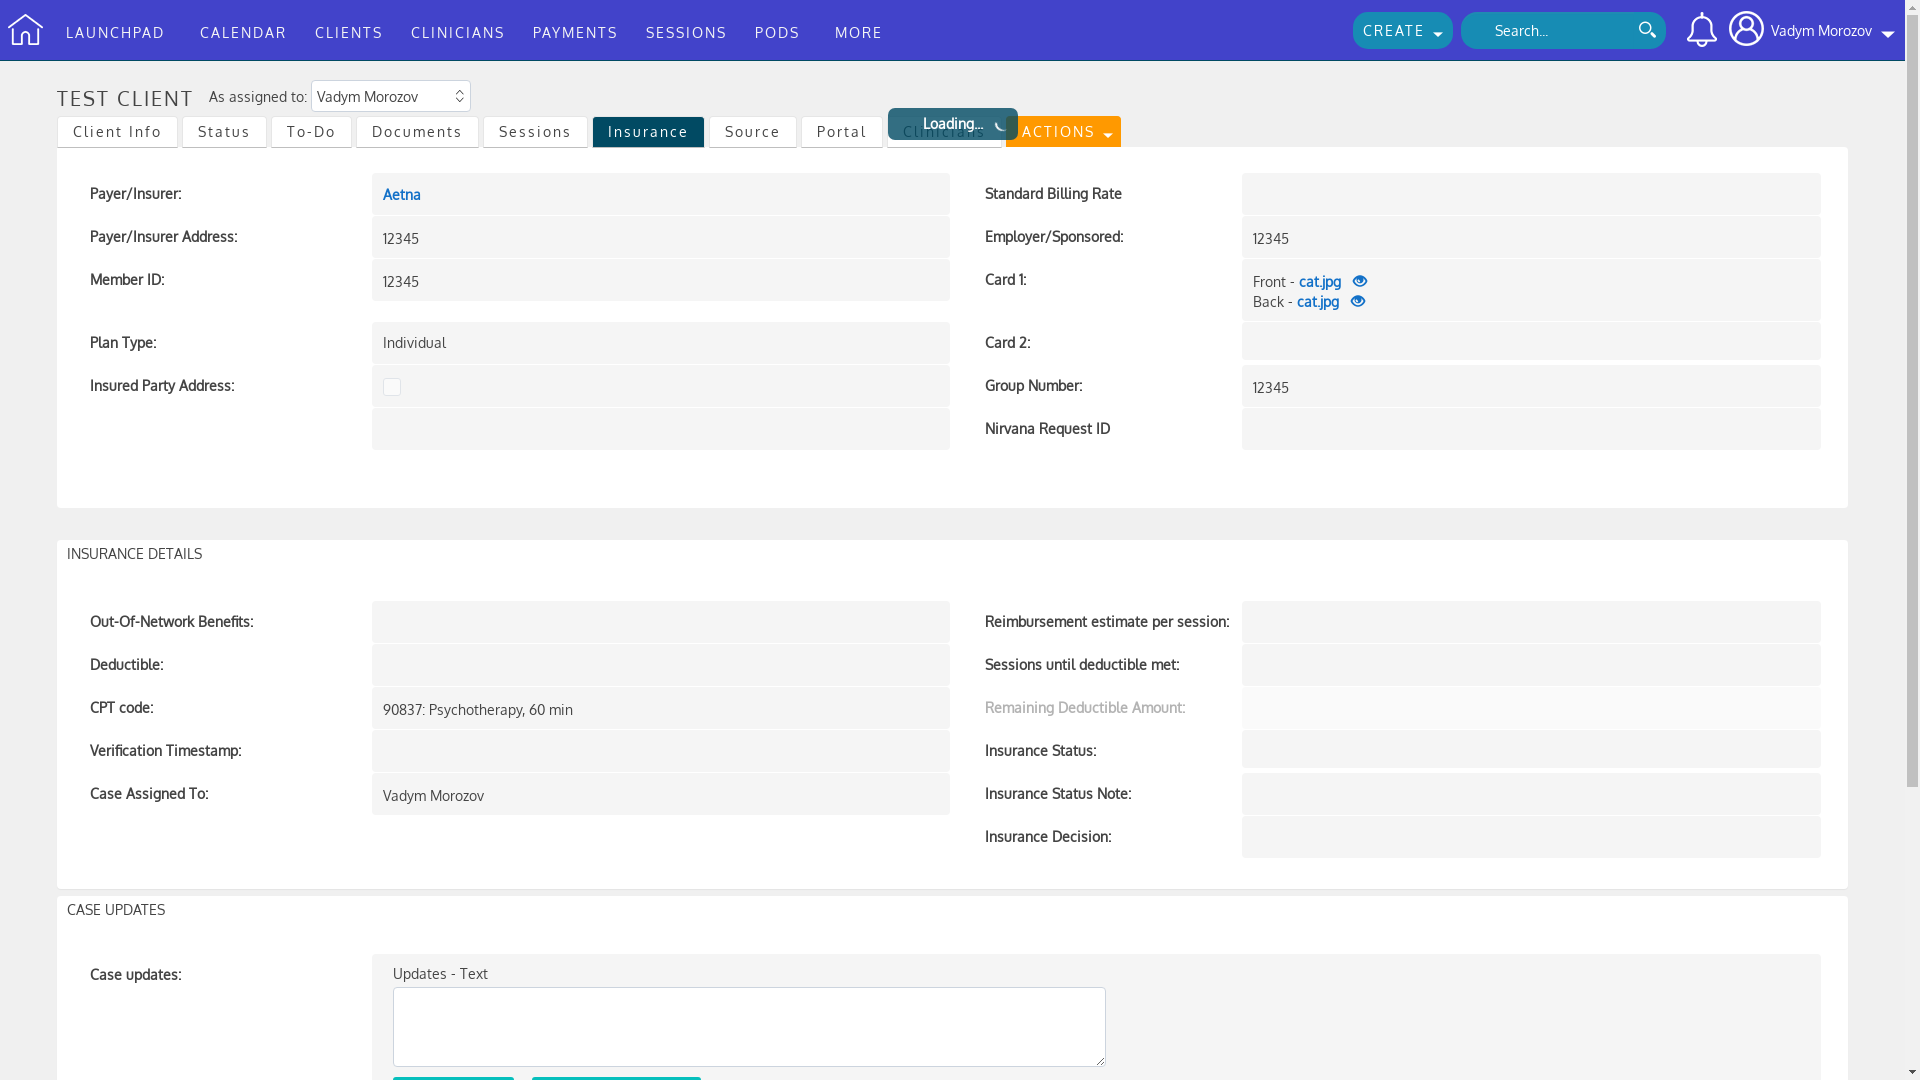 LAUNCHPAD CALENDAR CLIENTS CLINICIANS PAYMENTS SESSIONS PODS MORE CREATE Search... Vadym Morozov
TEST CLIENT As assigned to: Vadym Morozov
Loading...
Client Info Status To-Do Documents Sessions Insurance Source Portal Clinicians ACTIONS
Payer/Insurer: Aetna Standard Billing Rate
Payer/Insurer Address: 12345 Employer/Sponsored: 12345
Member ID: 12345 Card 1: Front - cat.jpg
Back - cat.jpg
Plan Type: Individual Card 2:
Insured Party Address: Group Number: 12345
Nirvana Request ID
INSURANCE DETAILS
Out-Of-Network Benefits: Reimbursement estimate per session:
Deductible: Sessions until deductible met:
CPT code: 90837: Psychotherapy, 60 min Remaining Deductible Amount:
Verification Timestamp: Insurance Status:
Case Assigned To: Vadym Morozov Insurance Status Note:
Insurance Decision:
CASE UPDATES
Case updates: Updates - Text